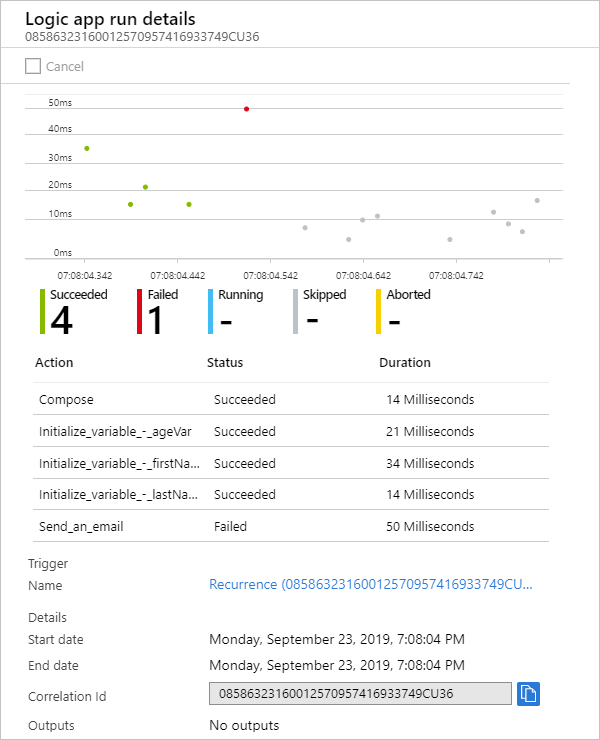 Logic app run details
08586323160012570957416933749CU36
Cancel
50ms
40ms
30ms
20ms
10ms
0ms
07:08:04.342 07:08:04.442 07:08:04.542 07:08:04.642 07:08:04.742
Succeeded Failed Running Skipped Aborted
4 1 - - -
Action Status Duration
Compose Succeeded 14 Milliseconds
Initialize_variable_-_ageVar Succeeded 21 Milliseconds
Initialize_variable_-_firstNa... Succeeded 34 Milliseconds
Initialize_variable_-_lastNa... Succeeded 14 Milliseconds
Send_an_email Failed 50 Milliseconds
Trigger
Name Recurrence (08586323160012570957416933749CU...
Details
Start date Monday, September 23, 2019, 7:08:04 PM
End date Monday, September 23, 2019, 7:08:04 PM
Correlation Id 08586323160012570957416933749CU36
Outputs No outputs